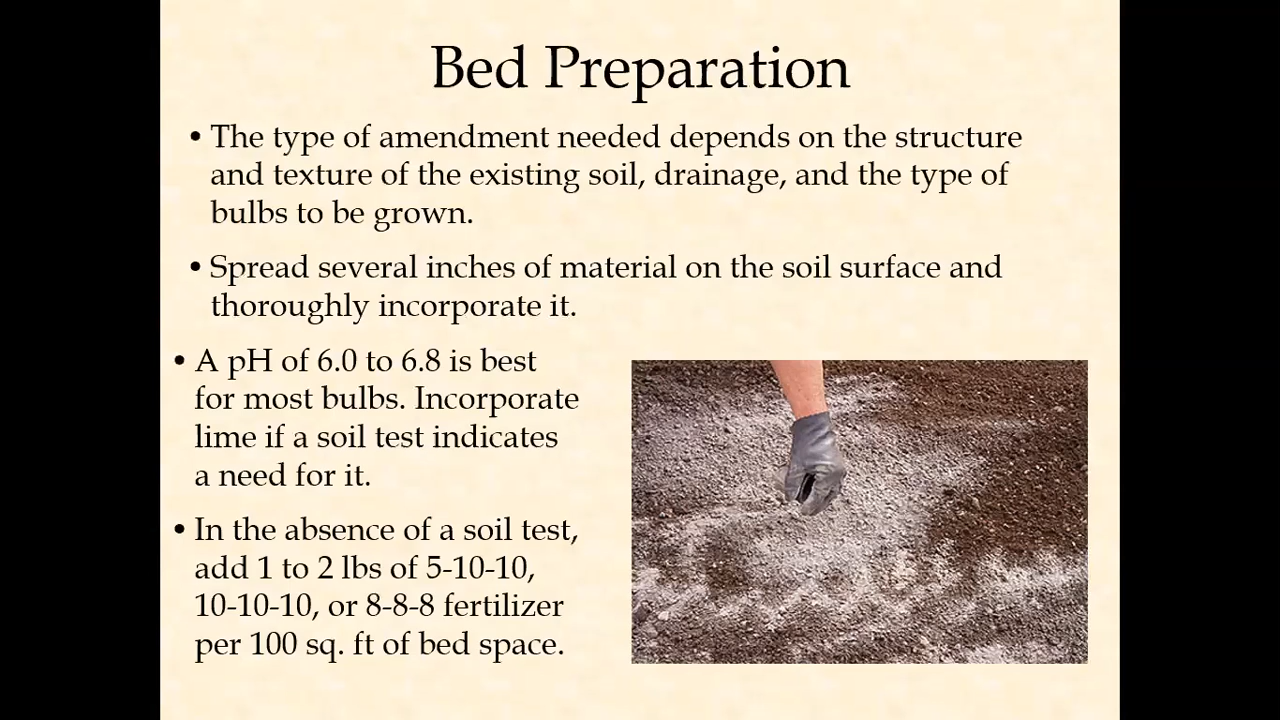 Bed Preparation
• The type of amendment needed depends on the structure
and texture of the existing soil, drainage, and the type of
bulbs to be grown.
• Spread several inches of material on the soil surface and
thoroughly incorporate it.
• A pH of 6.0 to 6.8 is best
for most bulbs. Incorporate
lime if a soil test indicates
a need for it.
• In the absence of a soil test,
add 1 to 2 lbs of 5-10-10,
10-10-10, or 8-8-8 fertilizer
per 100 sq. ft of bed space.